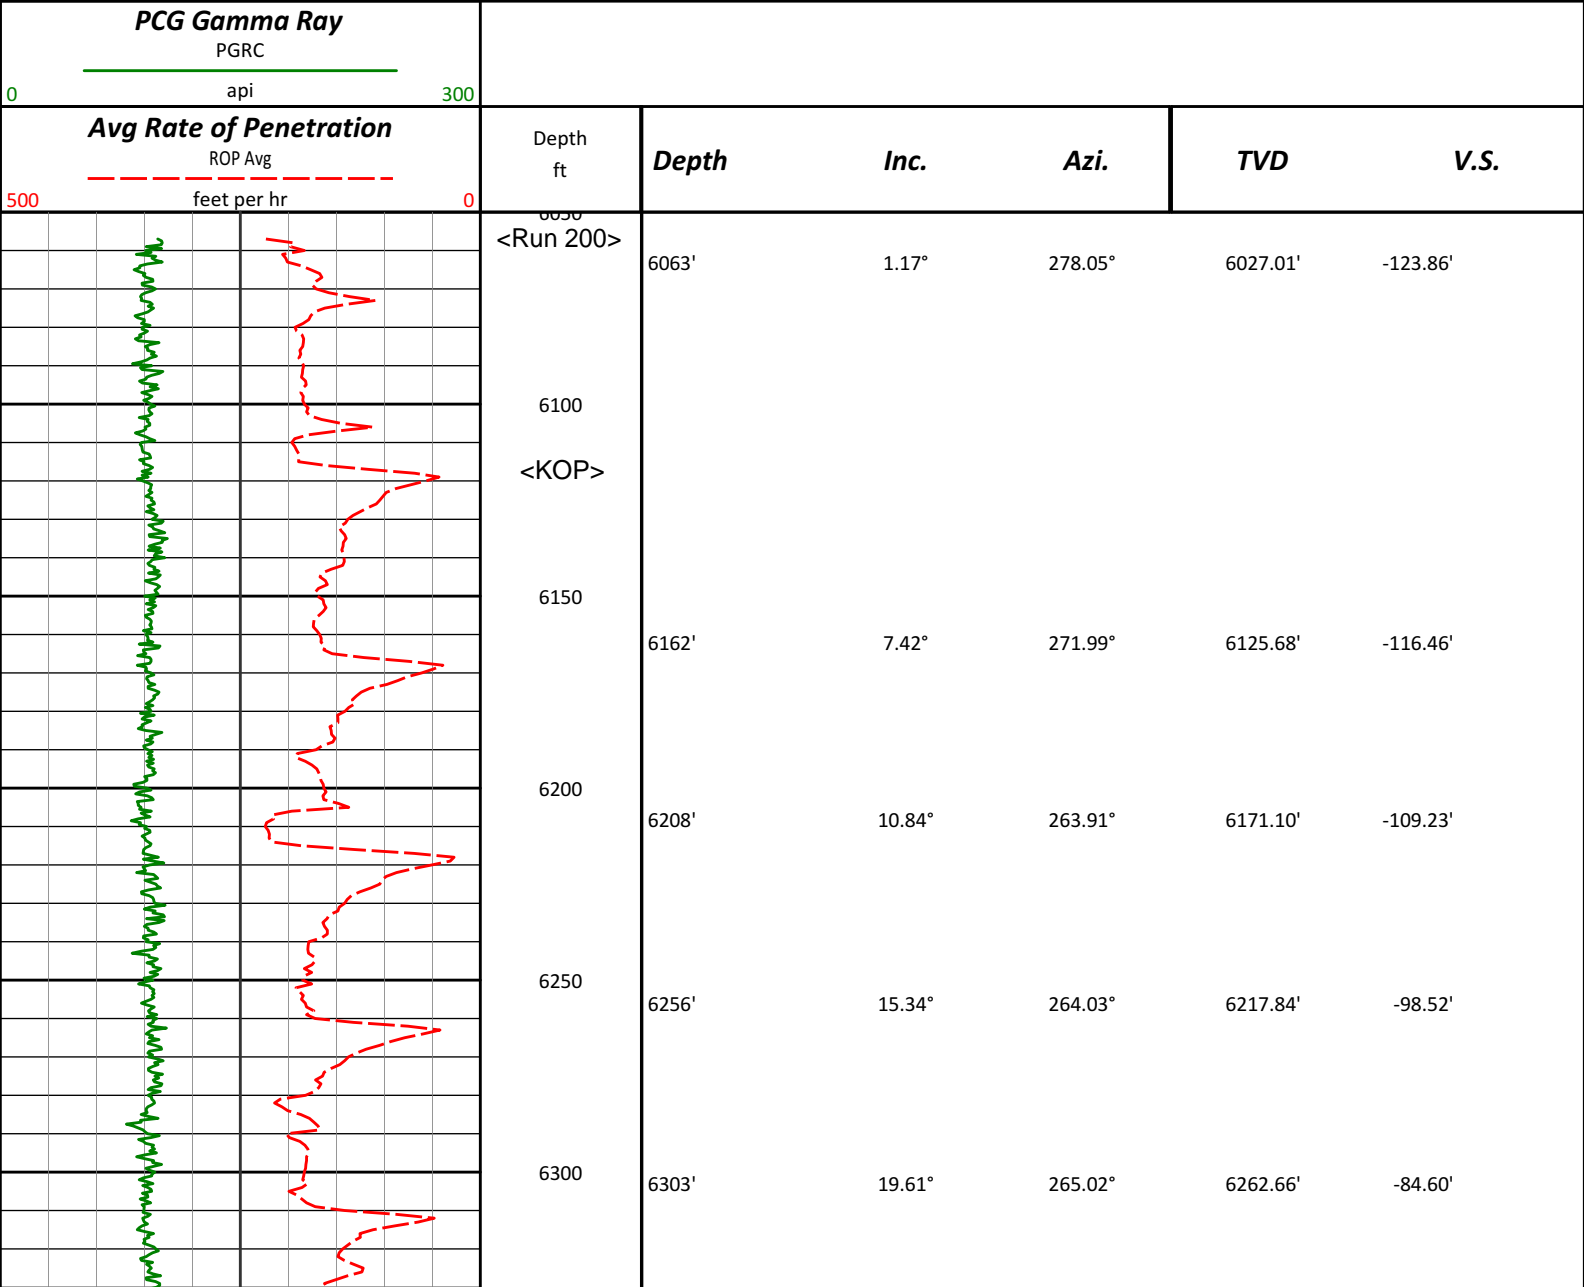 PCG Gamma Ray
PGRC
0 api 300
Avg Rate of Penetration
ROP Avg
500 feet per hr 0
Depth
ft
Depth Inc. Azi. TVD V.S.
6050
<Run 200>
6063' 1.17° 278.05° 6027.01' -123.86'
6100
<KOP>
6150
6162' 7.42° 271.99° 6125.68' -116.46'
6200
6208' 10.84° 263.91° 6171.10' -109.23'
6250
6256' 15.34° 264.03° 6217.84' -98.52'
6300
6303' 19.61° 265.02° 6262.66' -84.60'